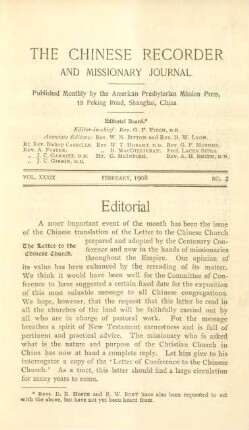 THE CHINESE RECORDER
AND MISSIONARY JOURNAL
Published Monthly by the American Presbyterian Mission Press,
18 Peking Road, Shanghai, China
Editorial Board.*
Editor-in-chief: REV. G. F. FITCH, D.D.
Associate Editors: REV. W. N. BITTON and REV. D. W. LYON.
RT. REV. BISHOP CASSELS.
REV. A. FOSTER.
„ J. C. GARRITT, D.D.
„ J. C. GIBSON, D.D.
REV. W. T. HOBART, D.D.
„ D. MACGILLIVRAY.
MR. G. MCINTOSH.
REV. G. F. MOSHER.
PROF. LACEY SITES.
REV. A. H. SMITH, D.D.
VOL. XXXIX FEBRUARY, 1908 NO. 2
Editorial
A MOST important event of the month has been the issue
of the Chinese translation of the Letter to the Chinese Church
The Letter to the
Chinese Church.
prepared and adopted by the Centenary Con-
ference and now in the hands of missionaries
throughout the Empire. Our opinion of
its value has been enhanced by the rereading of its matter.
We think it would have been well for the Committee of Con-
ference to have suggested a certain fixed date for the exposition
of this most valuable message to all Chinese congregations.
We hope, however, that the request that this letter be read in
all the churches of the land will be faithfully carried out by
all who are in charge of pastoral work. For the message
breathes a spirit of New Testament earnestness and is full of
pertinent and practical advice. The missionary who is asked
what is the nature and purpose of the Christian Church in
China has now at hand a complete reply. Let him give to his
interrogator a copy of the 'Letter of Conference to the Chinese
Church.' As a tract, this letter should find a large circulation
for many years to come.
* REVS. D. E. HOSTE and E. W. BURT have also been requested to act
with the above, but have not yet been heard from.